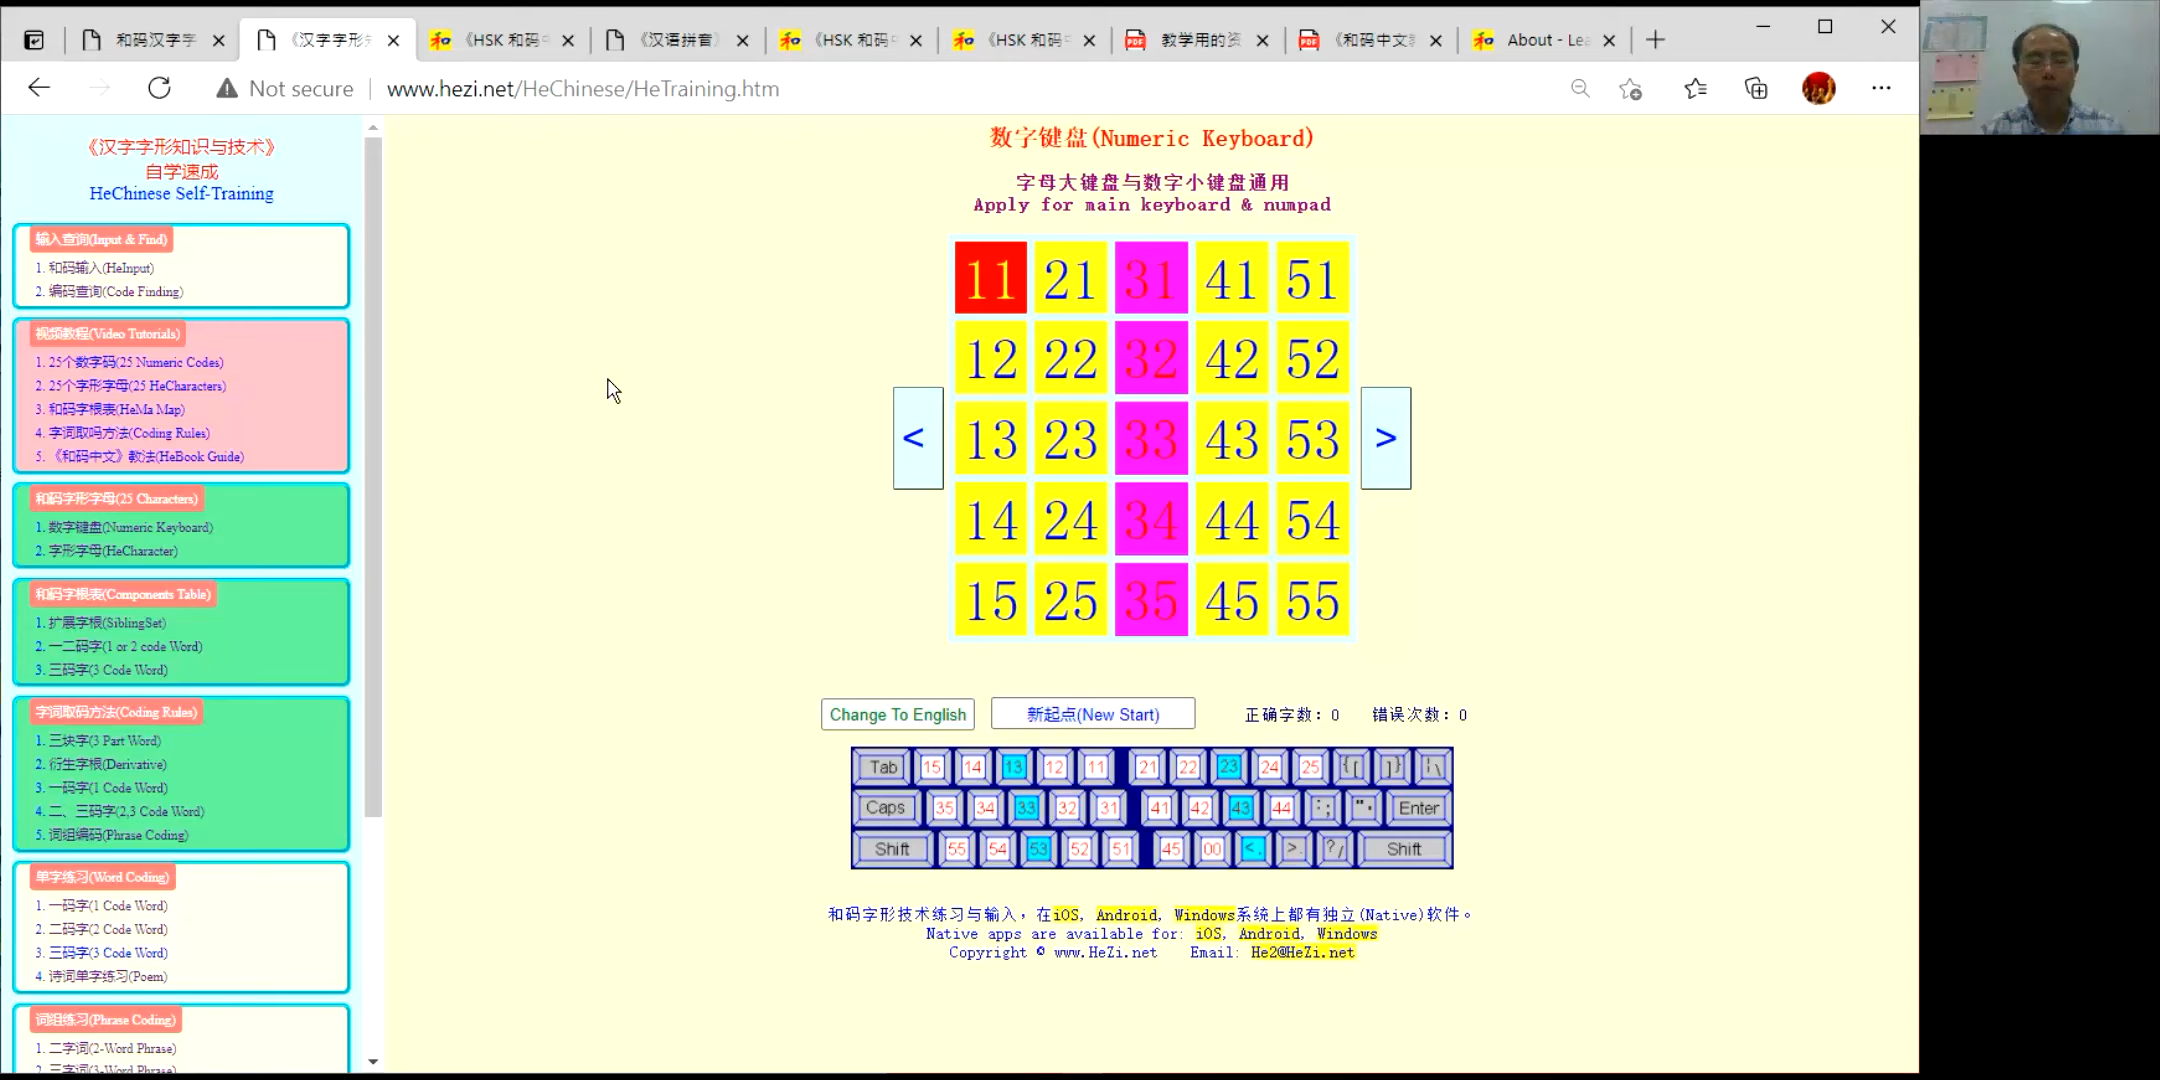 和码汉字字
《汉字字形
《HSK 和码
《汉语拼音》
《HSK 和码
《HSK 和码
教学用的资
《和码中文
About - Le
Not secure
www.hezi.net/HeChinese/HeTraining.htm
《汉字字形知识与技术》
自学速成
HeChinese Self-Training
输入查询(Input & Find)
1. 和码输入(HeInput)
2. 编码查询(Code Finding)
视频教程(Video Tutorials)
1. 25个数字码(25 Numeric Codes)
2. 25个字形字母(25 HeCharacters)
3. 和码字根表(HeMa Map)
4. 字词取吗方法(Coding Rules)
5. 《和码中文》教法(HeBook Guide)
和码字形字母(25 Characters)
1. 数字键盘(Numeric Keyboard)
2. 字形字母(HeCharacter)
和码字根表(Components Table)
1. 扩展字根(SiblingSet)
2. 一二码字(1 or 2 code Word)
3. 三码字(3 Code Word)
字词取码方法(Coding Rules)
1. 三块字(3 Part Word)
2. 衍生字根(Derivative)
3. 一码字(1 Code Word)
4. 二、三码字(2,3 Code Word)
5. 词组编码(Phrase Coding)
单字练习(Word Coding)
1. 一码字(1 Code Word)
2. 二码字(2 Code Word)
3. 三码字(3 Code Word)
4. 诗词单字练习(Poem)
词组练习(Phrase Coding)
1. 二字词(2-Word Phrase)
2. 三字词(3-Word Phrase)
数字键盘(Numeric Keyboard)
字母大键盘与数字小键盘通用
Apply for main keyboard & numpad
11 21 31 41 51
12 22 32 42 52
< 13 23 33 43 53 >
14 24 34 44 54
15 25 35 45 55
Change To English 新起点(New Start) 正确字数: 0 错误次数: 0
Tab 15 14 13 12 11 21 22 23 24 25 {[ ]} |\
Caps 35 34 33 32 31 41 42 43 44 :; "' Enter
Shift 55 54 53 52 51 45 00 <, >. ?/ Shift
和码字形技术练习与输入，在iOS, Android, Windows系统上都有独立(Native)软件。
Native apps are available for: iOS, Android, Windows
Copyright © www.HeZi.net Email: He2@HeZi.net